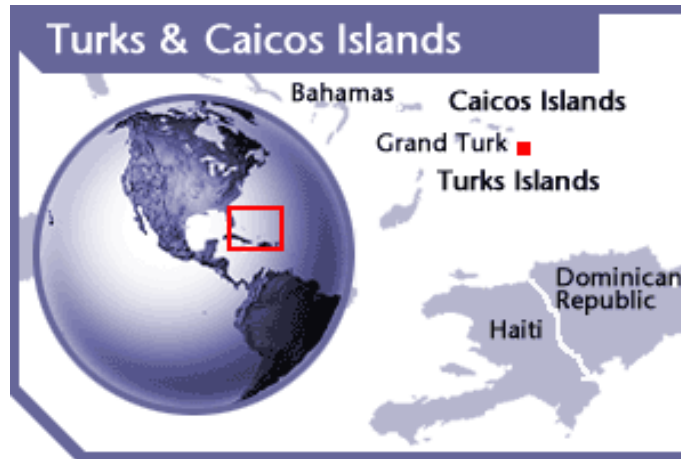 Turks & Caicos Islands
Bahamas
Caicos Islands
Grand Turk
Turks Islands
Dominican
Republic
Haiti